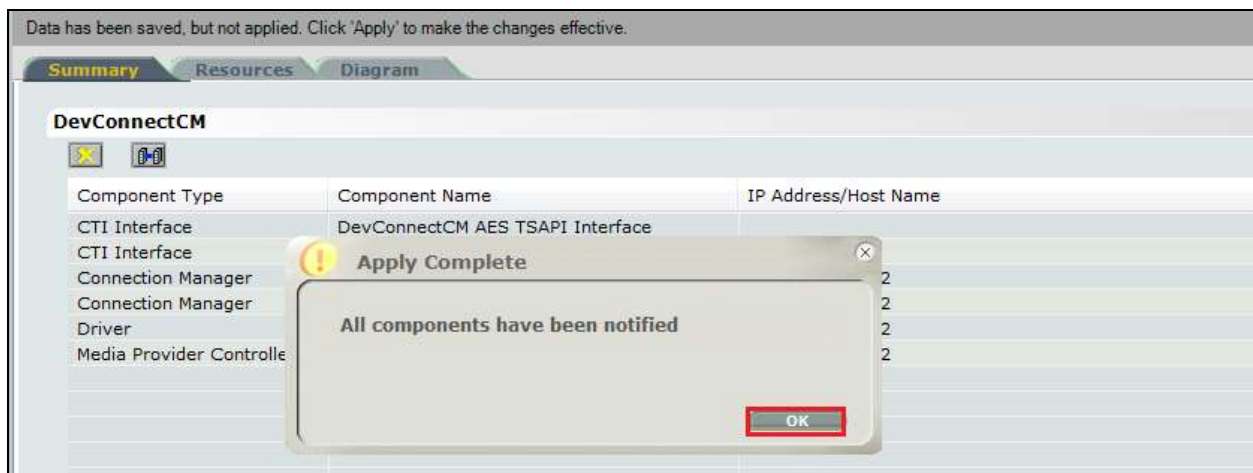 Data has been saved, but not applied. Click 'Apply' to make the changes effective.
Summary Resources Diagram
DevConnectCM
Component Type Component Name IP Address/Host Name
CTI Interface DevConnectCM AES TSAPI Interface
CTI Interface
Apply Complete
Connection Manager 2
Connection Manager 2
All components have been notified
Driver 2
Media Provider Controlle 2
OK